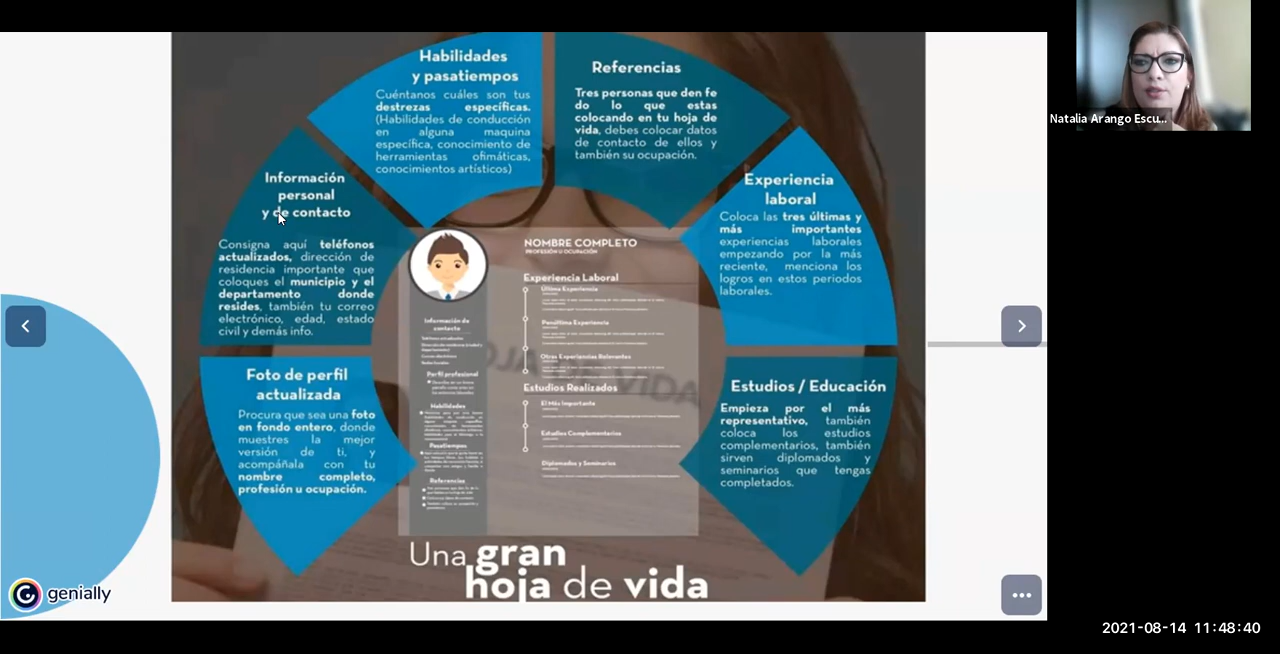 Habilidades
y pasatiempos
Cuéntanos cuáles son tus
destrezas específicas.
(Habilidades de conducción
en alguna maquina
específica, conocimiento de
herramientas ofimáticas,
conocimientos artísticos)
Referencias
Tres personas que den fe
do lo que estas
colocando en tu hoja de
vida, debes colocar datos
de contacto de ellos y
también su ocupación.
Información
personal
y de contacto
Consigna aquí teléfonos
actualizados, dirección de
residencia importante que
coloques el municipio y el
departamento donde
resides, también tu correo
electrónico, edad, estado
civil y demás info.
Experiencia
laboral
Coloca las tres últimas y
más importantes
experiencias laborales
empezando por la más
reciente, menciona los
logros en estos periodos
laborales.
Foto de perfil
actualizada
Procura que sea una foto
en fondo entero, donde
muestres la mejor
versión de ti, y
acompáñala con tu
nombre completo,
profesión u ocupación.
Estudios / Educación
Empieza por el más
representativo, también
coloca los estudios
complementarios, también
sirven diplomados y
seminarios que tengas
completados.
NOMBRE COMPLETO
PROFESIÓN U OCUPACIÓN
Experiencia Laboral
Última Experiencia
Penúltima Experiencia
Otras Experiencias Relevantes
Estudios Realizados
El Más importante
Estudios Complementarios
Diplomados y Seminarios
Información de
contacto
Perfil profesional
Habilidades
Pasatiempos
Referencias
Una gran
hoja de vida
genially
Natalia Arango Escu...
2021-08-14 11:48:40